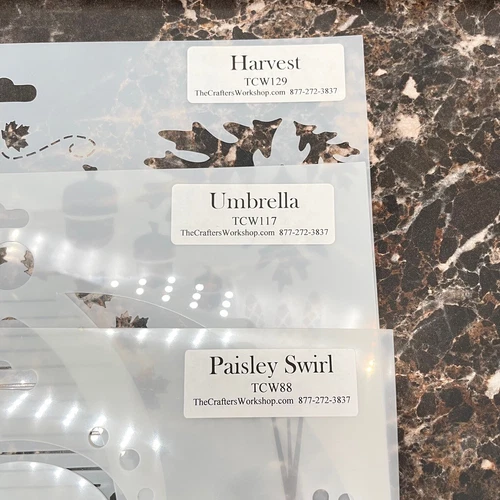 Harvest
TCW129
TheCraftersWorkshop.com 877-272-3837
Umbrella
TCW117
TheCraftersWorkshop.com 877-272-3837
Paisley Swirl
TCW88
TheCraftersWorkshop.com 877-272-3837